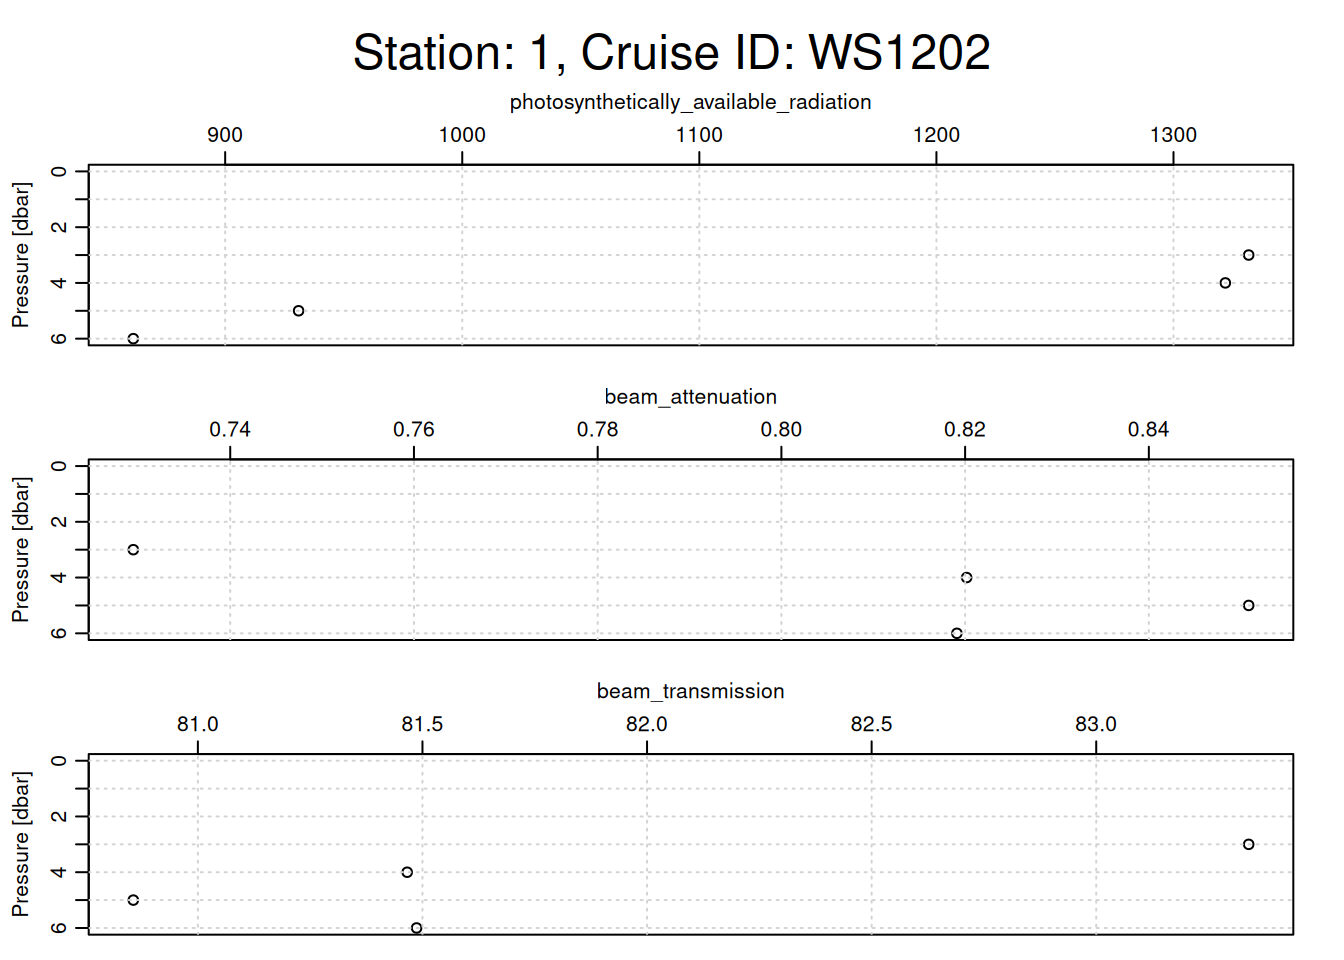 Station: 1, Cruise ID: WS1202
photosynthetically_available_radiation
900 1000 1100 1200 1300
0
2
4
6
Pressure [dbar]
beam_attenuation
0.74 0.76 0.78 0.80 0.82 0.84
0
2
4
6
Pressure [dbar]
beam_transmission
81.0 81.5 82.0 82.5 83.0
0
2
4
6
Pressure [dbar]